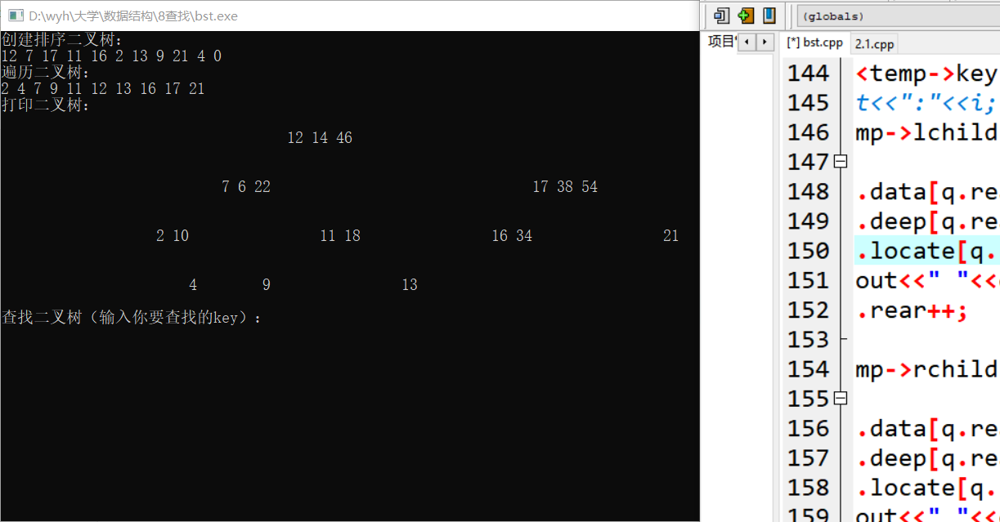 D:\wyh\大学\数据结构\8查找\bst.exe
创建排序二叉树：
12 7 17 11 16 2 13 9 21 4 0
遍历二叉树：
2 4 7 9 11 12 13 16 17 21
打印二叉树：
12 14 46
7 6 22 17 38 54
2 10 11 18 16 34 21
4 9 13
查找二叉树（输入你要查找的key）：
(globals)
项目
[*] bst.cpp 2.1.cpp
144 <temp->key
145 t<<":"<<i;
146 mp->lchild
147
148 .data[q.re
149 .deep[q.re
150 .locate[q.
151 out<<" "<<
152 .rear++;
153
154 mp->rchild
155
156 .data[q.re
157 .deep[q.re
158 .locate[q.
159 out<<" "<<